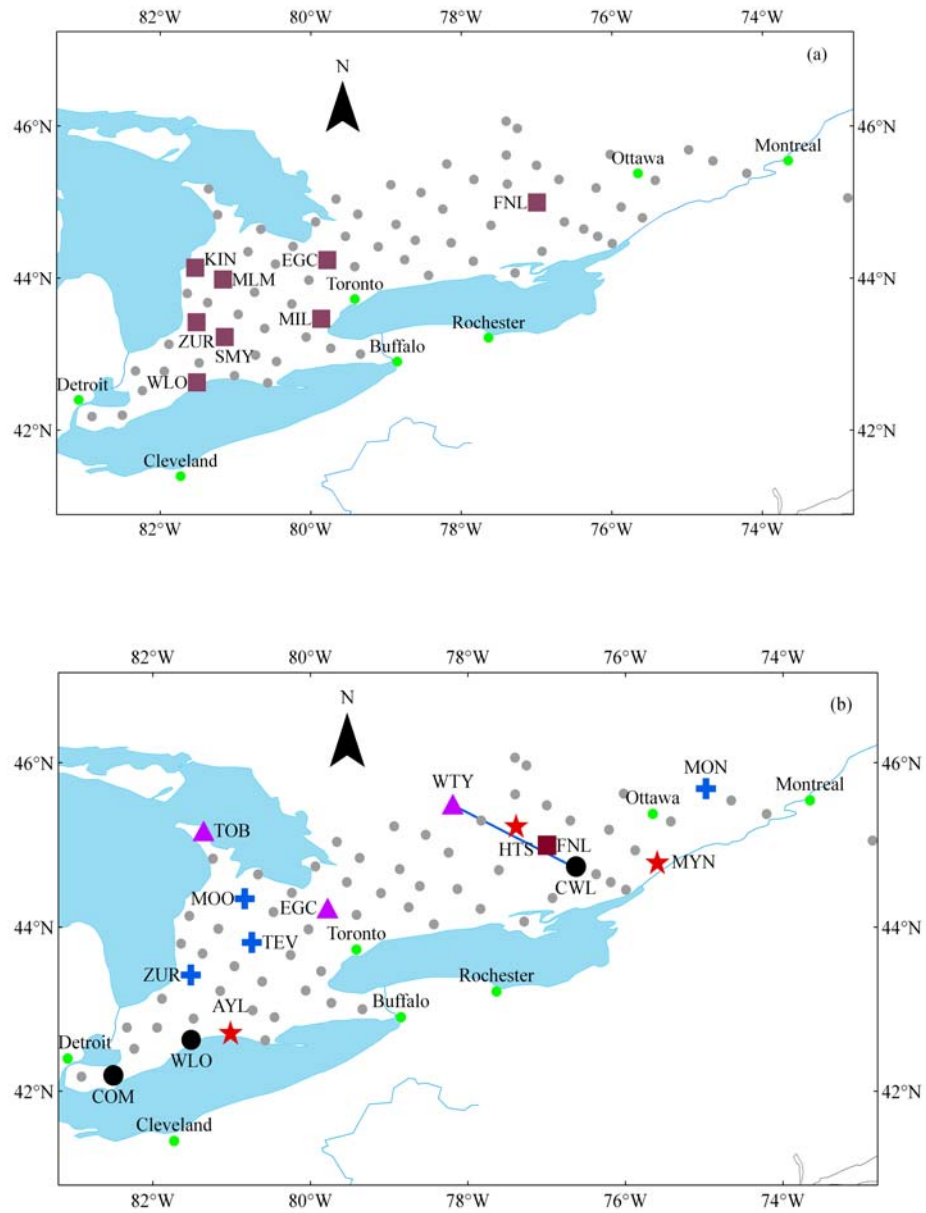 82°W 80°W 78°W 76°W 74°W
(a)
N
46°N 46°N
Montreal
Ottawa
FNL
EGC
KIN
MLM
44°N 44°N
Toronto
MIL
Rochester
ZUR
SMY
Buffalo
WLO
Detroit
42°N 42°N
Cleveland
82°W 80°W 78°W 76°W 74°W
82°W 80°W 78°W 76°W 74°W
(b)
N
46°N 46°N
MON
WTY
Montreal
Ottawa
TOB
HTS
FNL
MYN
CWL
MOO
EGC
44°N 44°N
TEV
Toronto
ZUR
Rochester
AYL
Buffalo
Detroit
WLO
COM
42°N 42°N
Cleveland
82°W 80°W 78°W 76°W 74°W